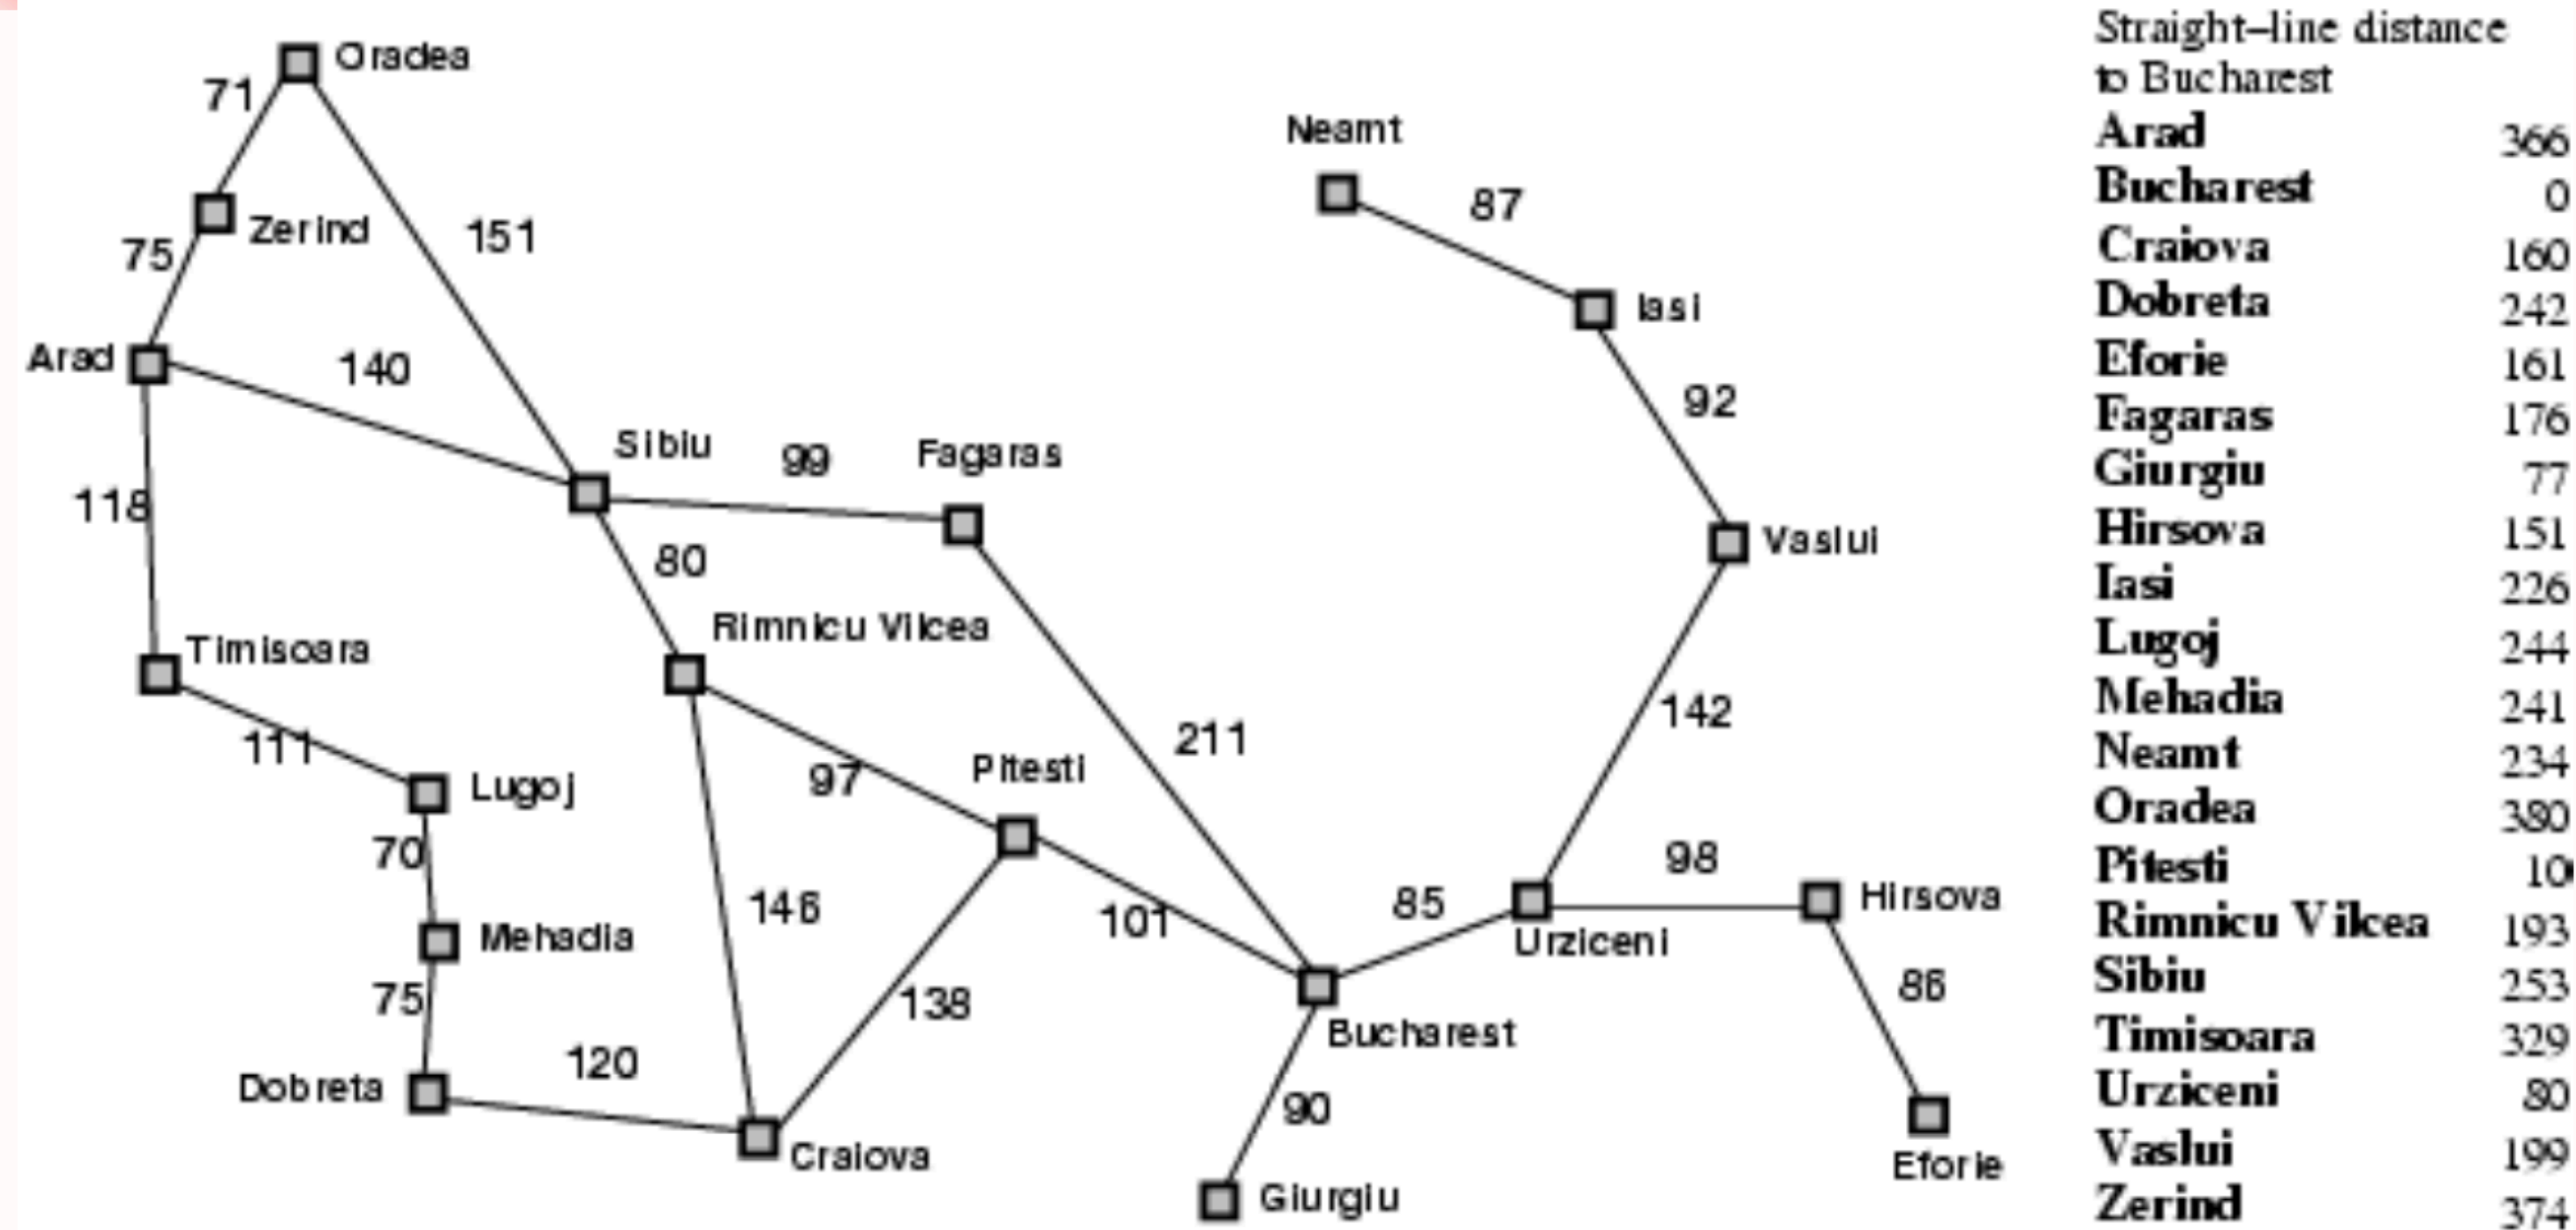 Oradea
71
Neamt
87
Zerind
151
75
Iasi
Arad
140
92
Sibiu
99
Fagaras
118
80
Vaslui
Rimnicu Vilcea
Timisoara
142
211
111
Pitesti
97
Lugoj
70
98
146
85
Hirsova
101
Urziceni
Mehadia
86
138
75
Bucharest
120
Dobreta
90
Craiova
Eforie
Giurgiu
Straight–line distance
to Bucharest
Arad 366
Bucharest 0
Craiova 160
Dobreta 242
Eforie 161
Fagaras 176
Giurgiu 77
Hirsova 151
Iasi 226
Lugoj 244
Mehadia 241
Neamt 234
Oradea 380
Pitesti 10
Rimnicu Vilcea 193
Sibiu 253
Timisoara 329
Urziceni 80
Vaslui 199
Zerind 374